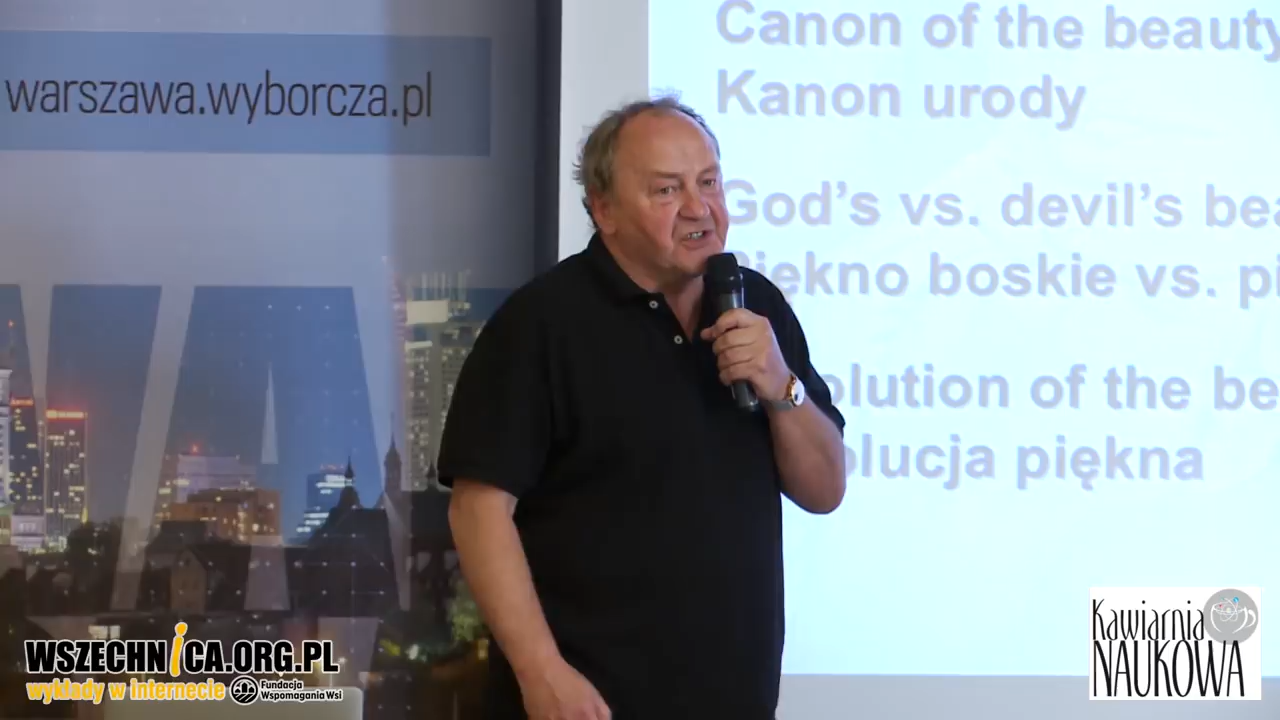 warszawa.wyborcza.pl
Canon of the beauty
Kanon urody
God's vs. devil's bea
iękno boskie vs. pi
olution of the be
olucja piękna
WSZECHNiCA.ORG.PL
wykłady w internecie
Fundacja
Wspomagania Wsi
Kawiarnia
NAUKOWA